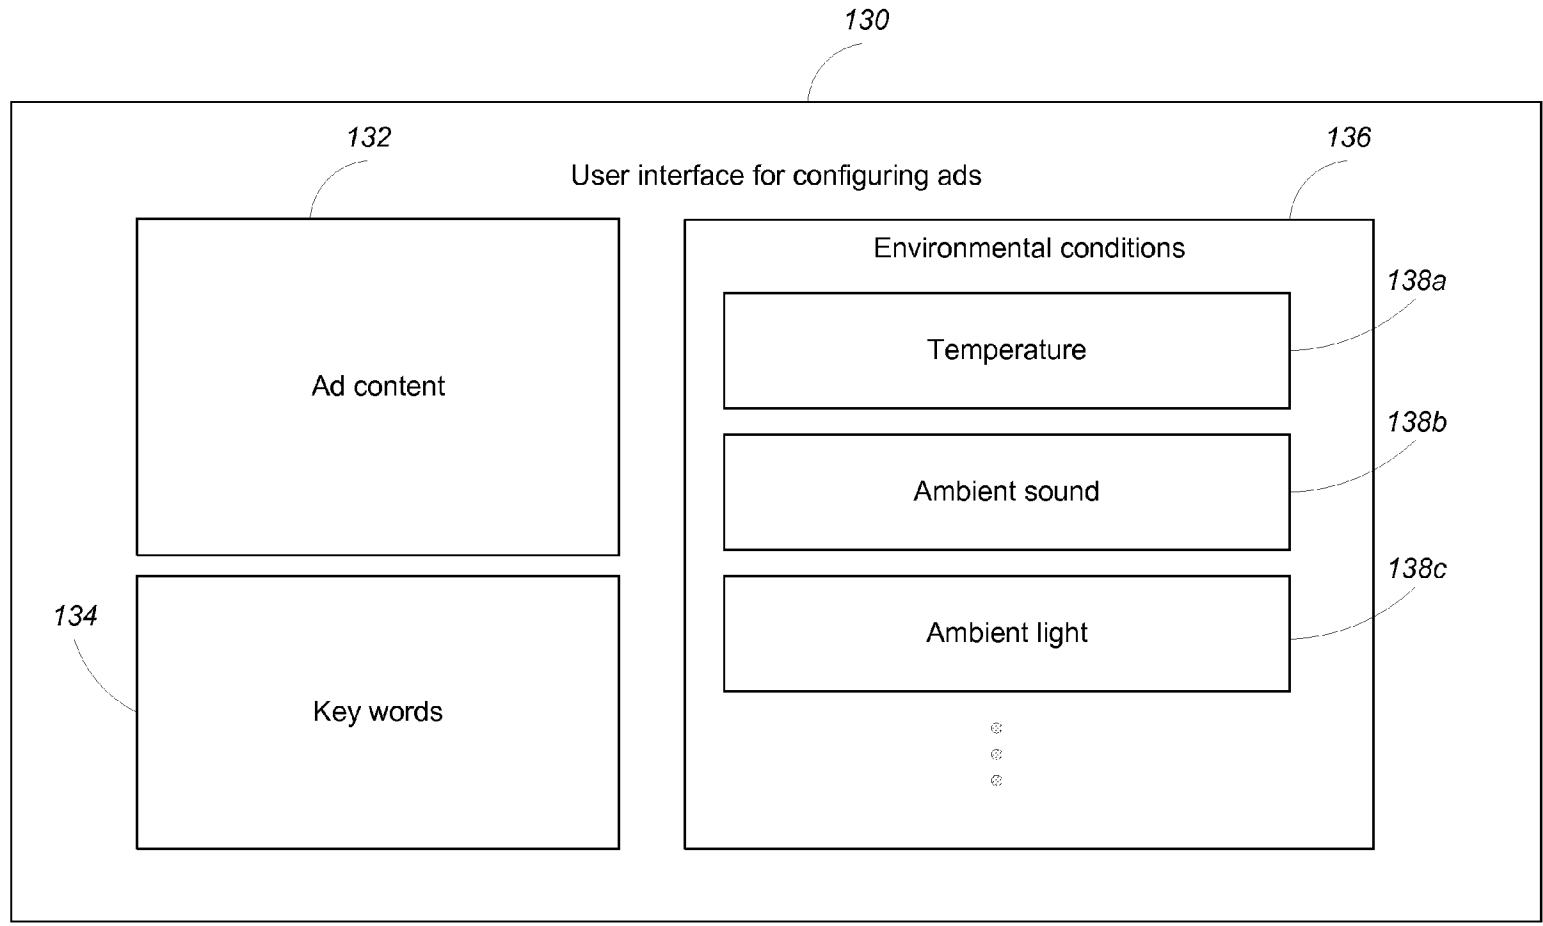 130
132
136
User interface for configuring ads
Environmental conditions
138a
Temperature
Ad content
138b
Ambient sound
138c
134
Ambient light
Key words